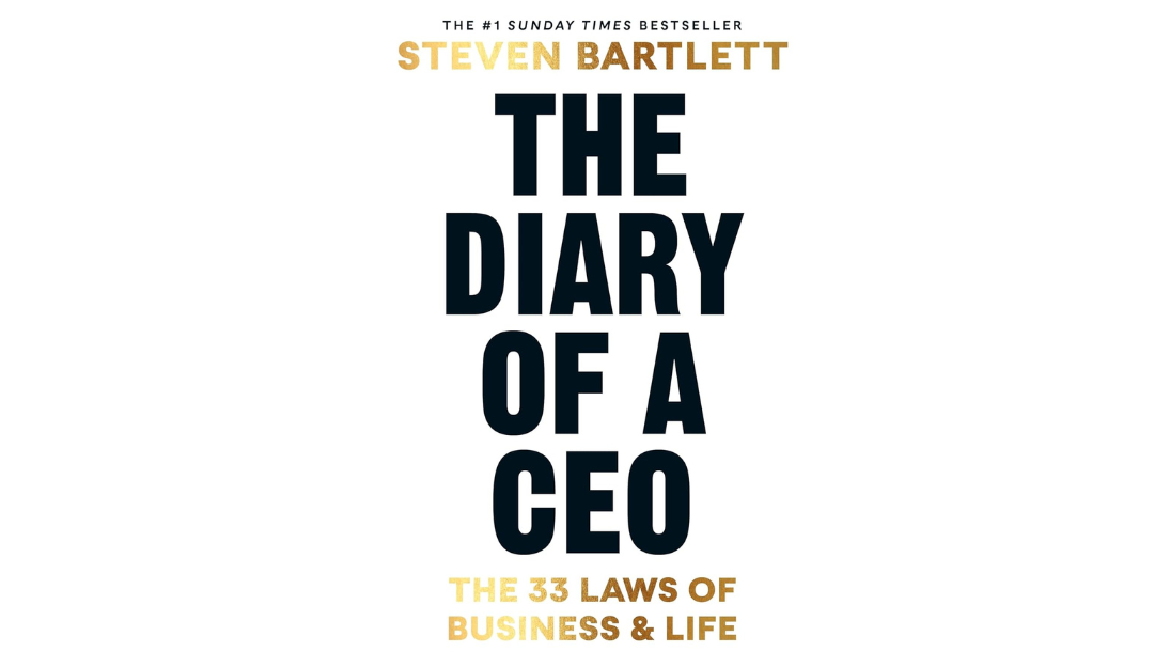 THE #1 SUNDAY TIMES BESTSELLER
STEVEN BARTLETT
THE
DIARY
OF A
CEO
THE 33 LAWS OF
BUSINESS & LIFE